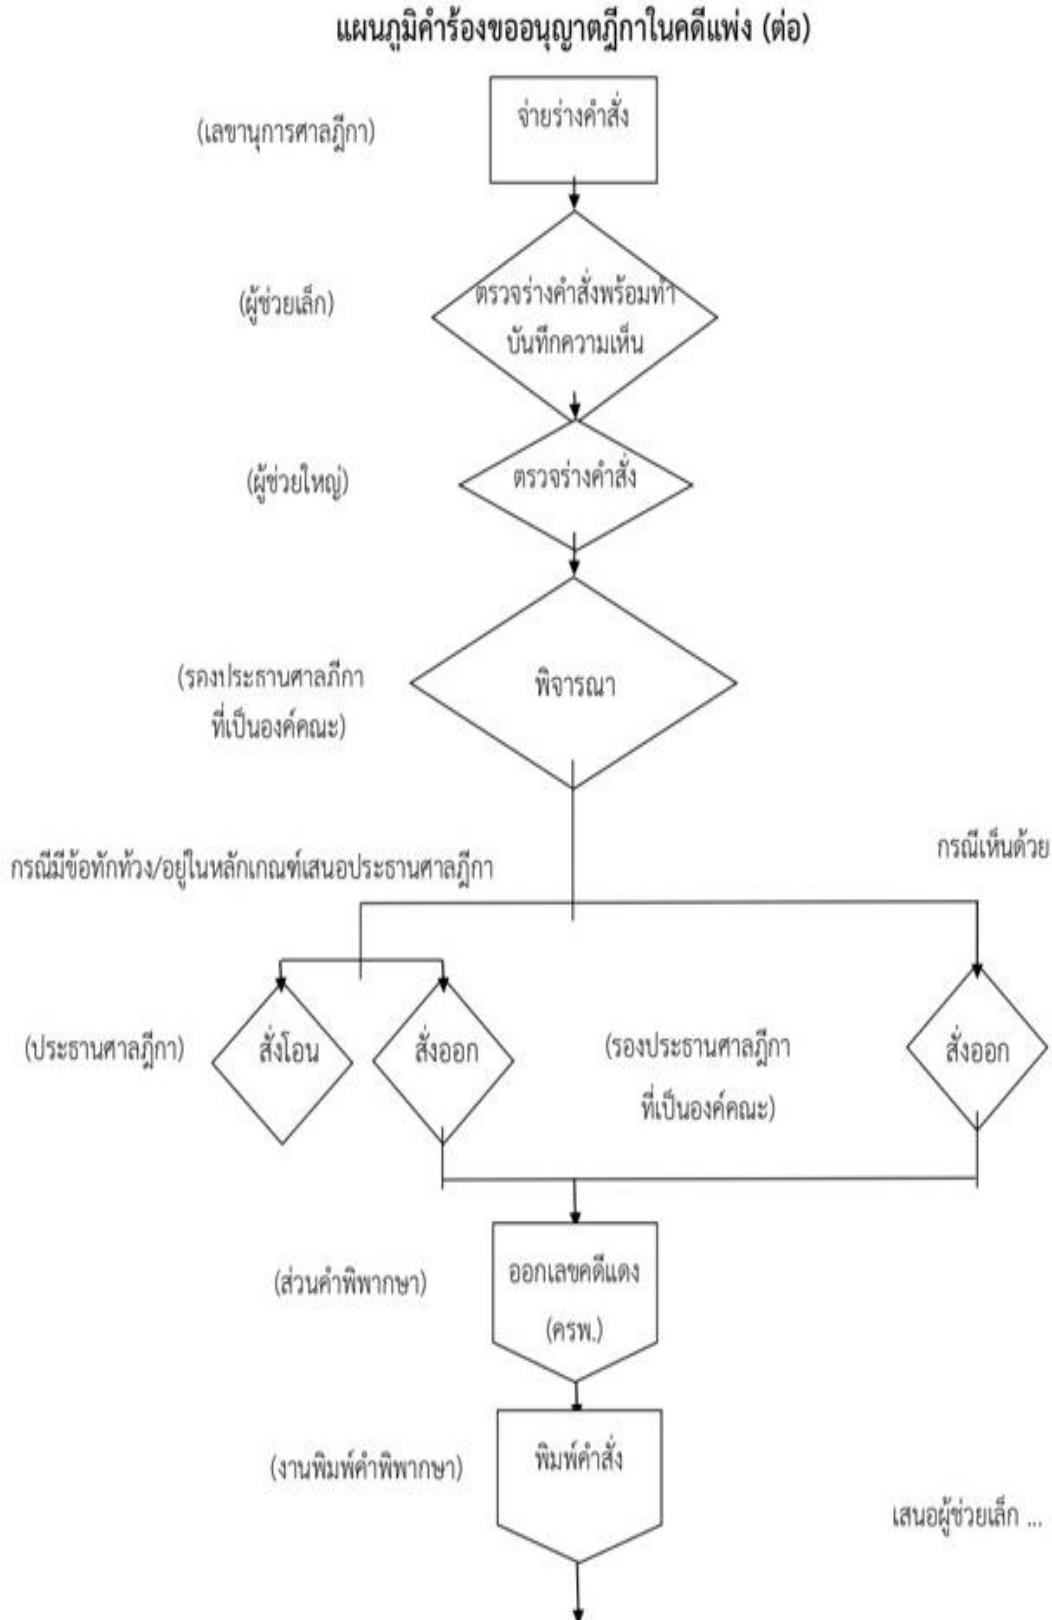 แผนภูมิคำร้องขออนุญาตฎีกาในคดีแพ่ง (ต่อ)
จ่ายร่างคำสั่ง
(เลขานุการศาลฎีกา)
(ผู้ช่วยเล็ก)
ตรวจร่างคำสั่งพร้อมทำ
บันทึกความเห็น
(ผู้ช่วยใหญ่)
ตรวจร่างคำสั่ง
(รองประธานศาลฎีกา
ที่เป็นองค์คณะ)
พิจารณา
กรณีมีข้อทักท้วง/อยู่ในหลักเกณฑ์เสนอประธานศาลฎีกา
กรณีเห็นด้วย
(ประธานศาลฎีกา)
สั่งโอน
สั่งออก
(รองประธานศาลฎีกา
ที่เป็นองค์คณะ)
สั่งออก
(ส่วนคำพิพากษา)
ออกเลขคดีแดง
(ครพ.)
(งานพิมพ์คำพิพากษา)
พิมพ์คำสั่ง
เสนอผู้ช่วยเล็ก ...